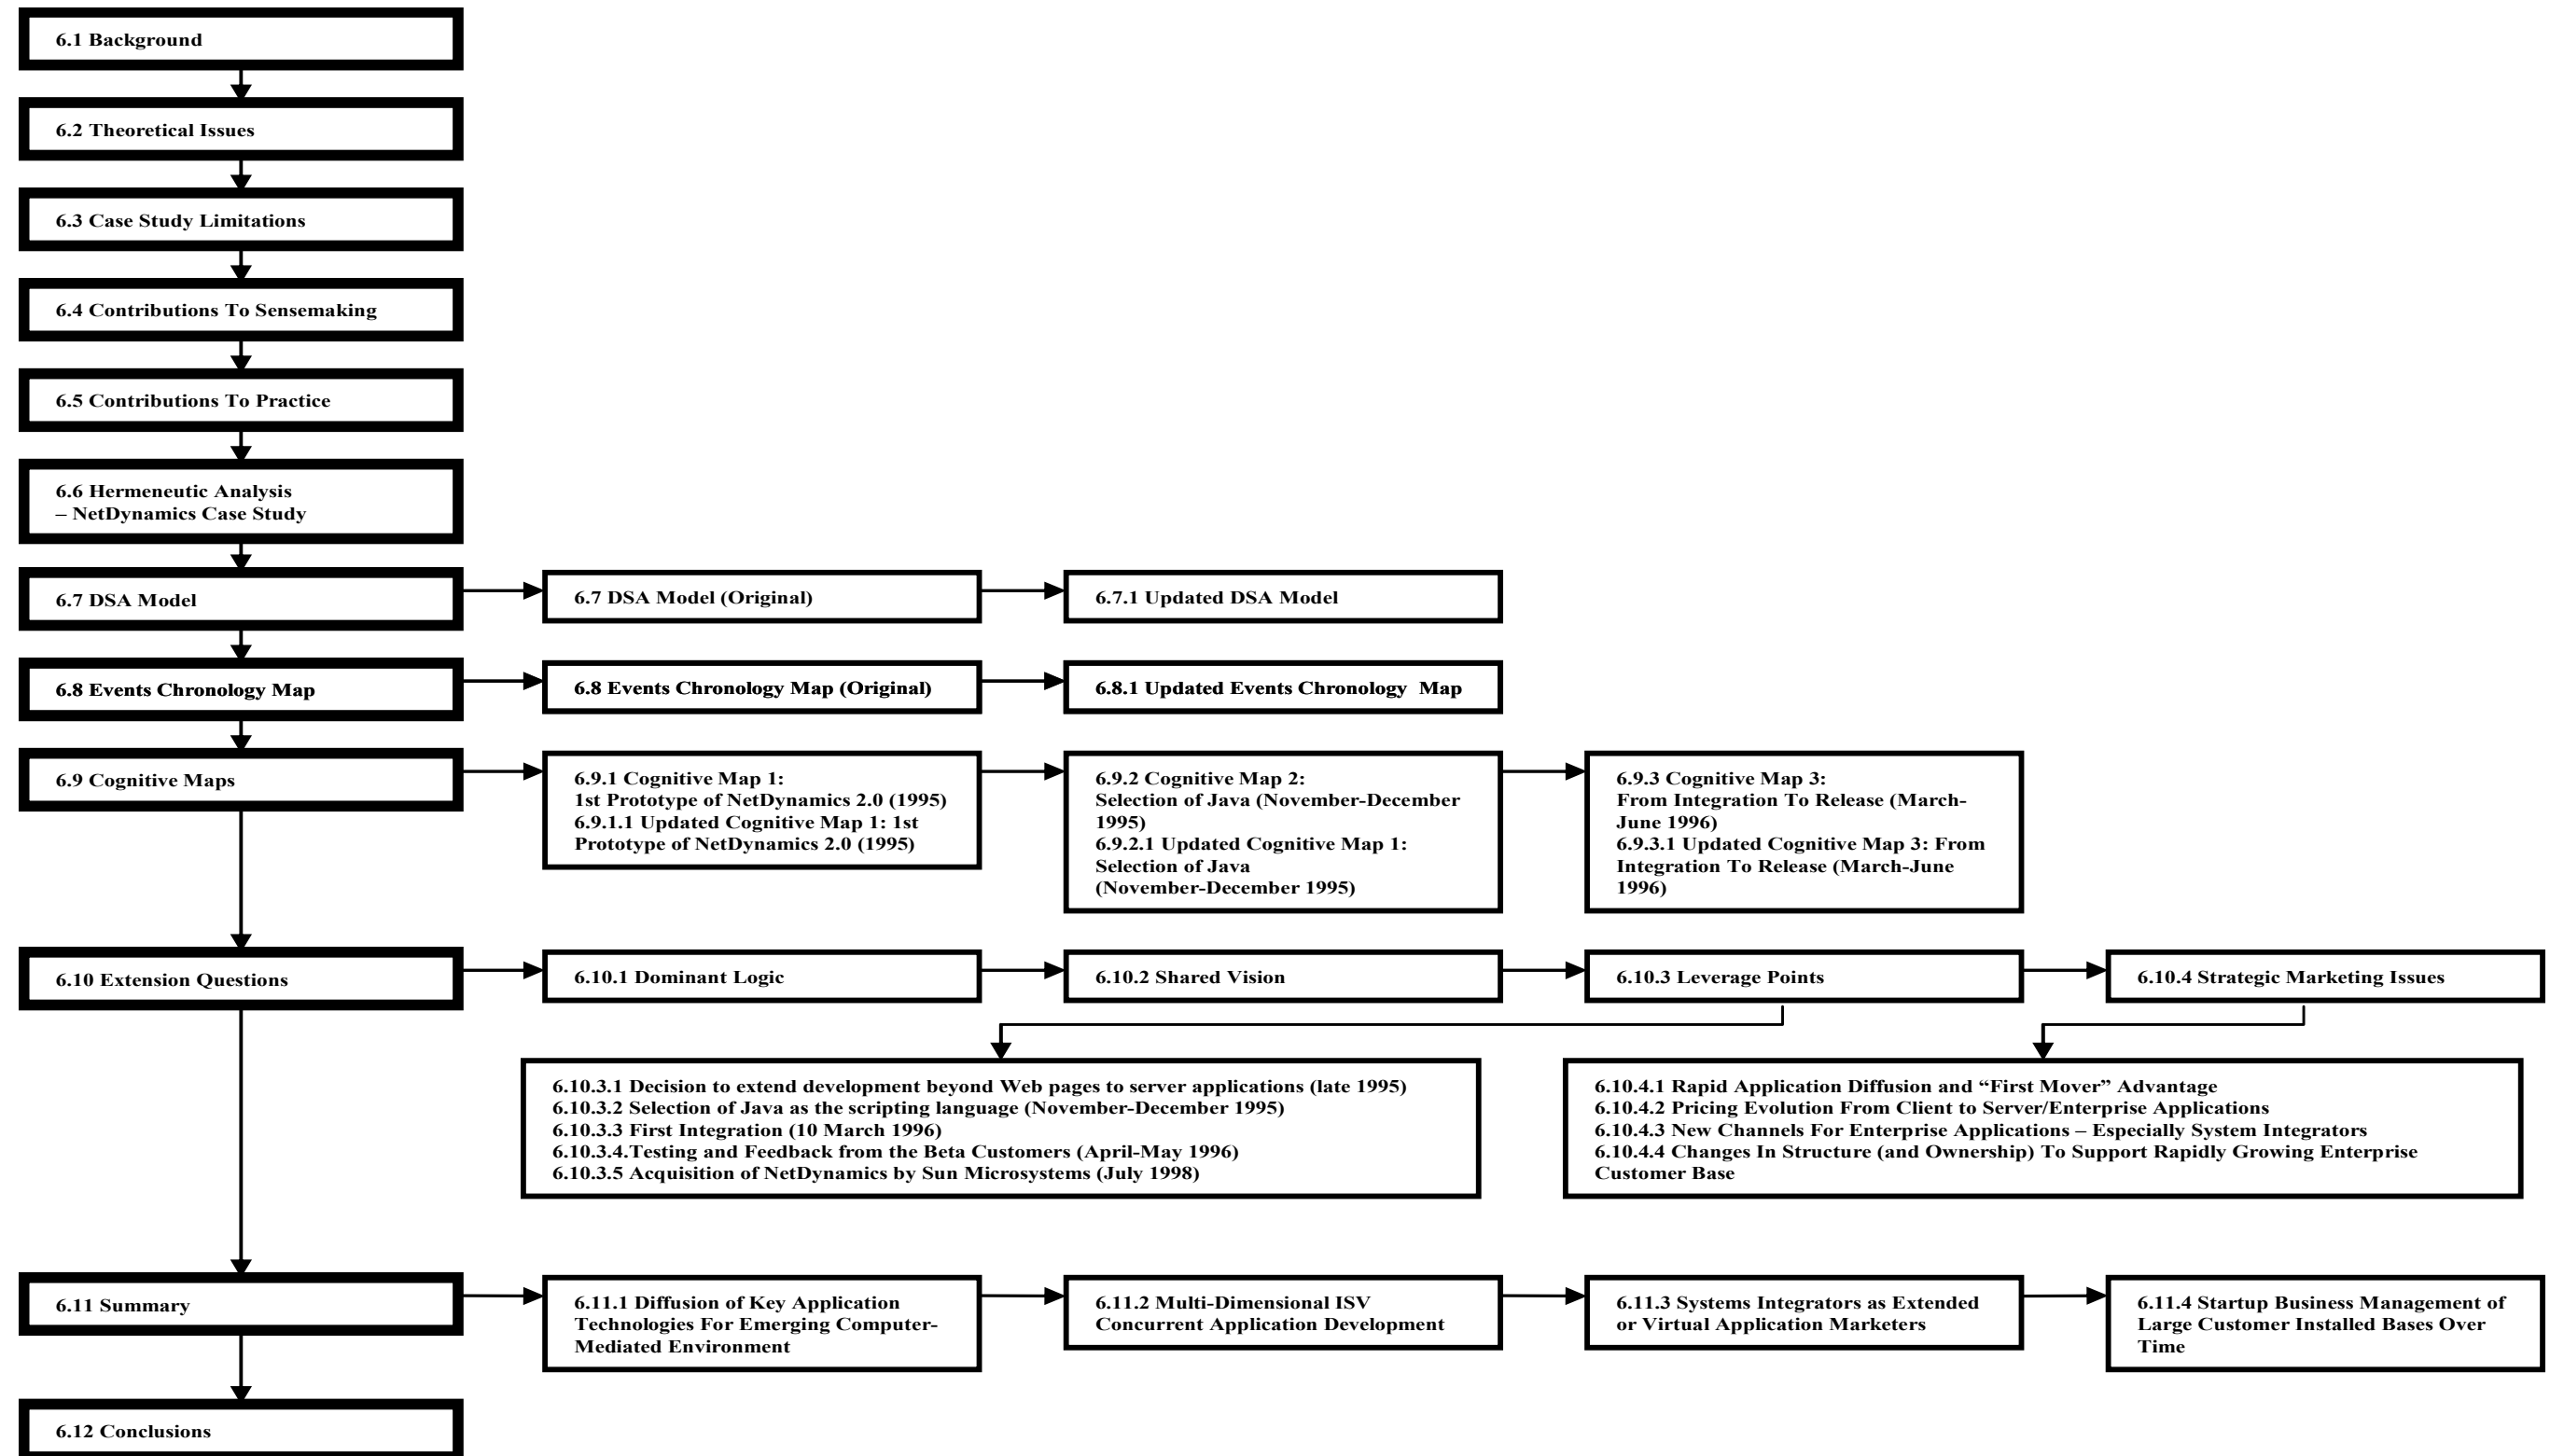 6.1 Background
6.2 Theoretical Issues
6.3 Case Study Limitations
6.4 Contributions To Sensemaking
6.5 Contributions To Practice
6.6 Hermeneutic Analysis
– NetDynamics Case Study
6.7 DSA Model
6.7 DSA Model (Original)
6.7.1 Updated DSA Model
6.8 Events Chronology Map
6.8 Events Chronology Map (Original)
6.8.1 Updated Events Chronology  Map
6.9 Cognitive Maps
6.9.1 Cognitive Map 1:
1st Prototype of NetDynamics 2.0 (1995)
6.9.1.1 Updated Cognitive Map 1: 1st
Prototype of NetDynamics 2.0 (1995)
6.9.2 Cognitive Map 2:
Selection of Java (November-December
1995)
6.9.2.1 Updated Cognitive Map 1:
Selection of Java
(November-December 1995)
6.9.3 Cognitive Map 3:
From Integration To Release (March-
June 1996)
6.9.3.1 Updated Cognitive Map 3: From
Integration To Release (March-June
1996)
6.10 Extension Questions
6.10.1 Dominant Logic
6.10.2 Shared Vision
6.10.3 Leverage Points
6.10.4 Strategic Marketing Issues
6.10.3.1 Decision to extend development beyond Web pages to server applications (late 1995)
6.10.3.2 Selection of Java as the scripting language (November-December 1995)
6.10.3.3 First Integration (10 March 1996)
6.10.3.4.Testing and Feedback from the Beta Customers (April-May 1996)
6.10.3.5 Acquisition of NetDynamics by Sun Microsystems (July 1998)
6.10.4.1 Rapid Application Diffusion and “First Mover” Advantage
6.10.4.2 Pricing Evolution From Client to Server/Enterprise Applications
6.10.4.3 New Channels For Enterprise Applications – Especially System Integrators
6.10.4.4 Changes In Structure (and Ownership) To Support Rapidly Growing Enterprise
Customer Base
6.11 Summary
6.11.1 Diffusion of Key Application
Technologies For Emerging Computer-
Mediated Environment
6.11.2 Multi-Dimensional ISV
Concurrent Application Development
6.11.3 Systems Integrators as Extended
or Virtual Application Marketers
6.11.4 Startup Business Management of
Large Customer Installed Bases Over
Time
6.12 Conclusions